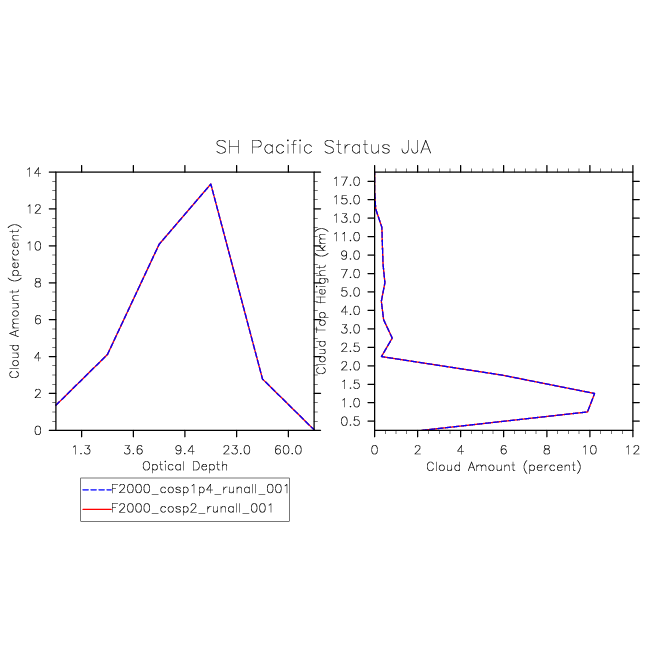 SH Pacific Stratus JJA
14
12
10
8
6
4
2
0
Cloud Amount (percent)
1.3 3.6 9.4 23.0 60.0
Optical Depth
17.0
15.0
13.0
11.0
9.0
7.0
5.0
4.0
3.0
2.5
2.0
1.5
1.0
0.5
Cloud Top Height (km)
0 2 4 6 8 10 12
Cloud Amount (percent)
F2000_cosp1p4_runall_001
F2000_cosp2_runall_001